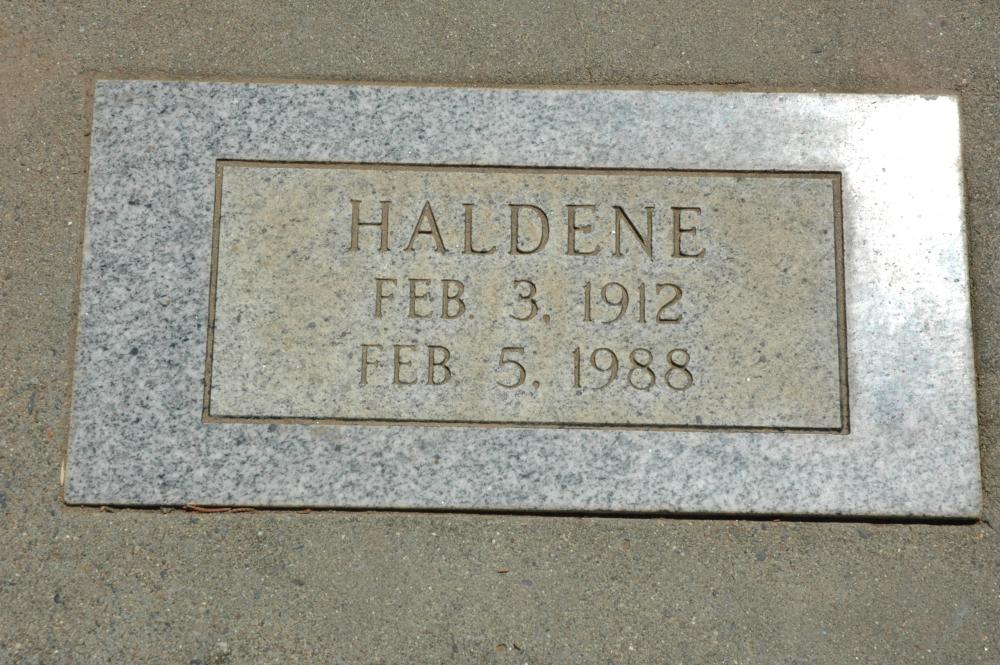 HALDENE
FEB 3, 1912
FEB 5, 1988